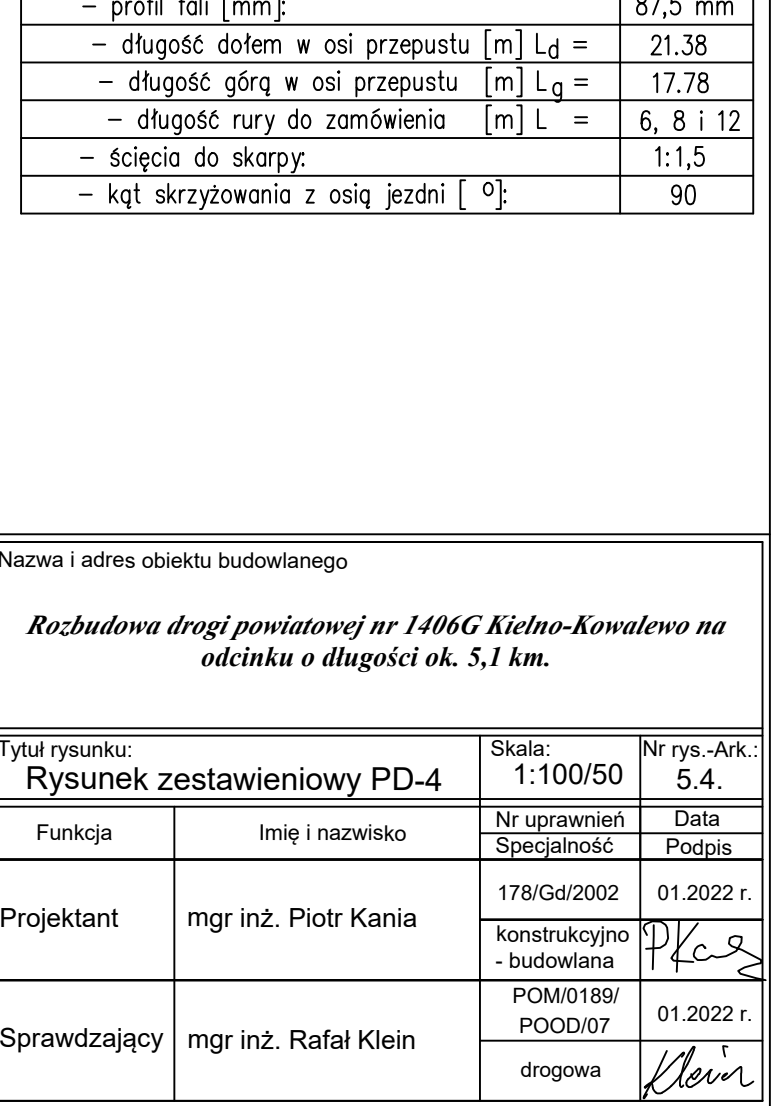 – profil fali [mm]: 87,5 mm
– długość dołem w osi przepustu [m] Ld = 21.38
– długość górą w osi przepustu [m] Lg = 17.78
– długość rury do zamówienia [m] L = 6, 8 i 12
– ścięcia do skarpy: 1:1,5
– kąt skrzyżowania z osią jezdni [ º]: 90
Nazwa i adres obiektu budowlanego
Rozbudowa drogi powiatowej nr 1406G Kielno-Kowalewo na
odcinku o długości ok. 5,1 km.
Tytuł rysunku: Skala: Nr rys.-Ark.:
Rysunek zestawieniowy PD-4 1:100/50 5.4.
Funkcja Imię i nazwisko Nr uprawnień Data
Specjalność Podpis
Projektant mgr inż. Piotr Kania 178/Gd/2002 01.2022 r.
konstrukcyjno
- budowlana
Sprawdzający mgr inż. Rafał Klein POM/0189/
POOD/07 01.2022 r.
drogowa Klein